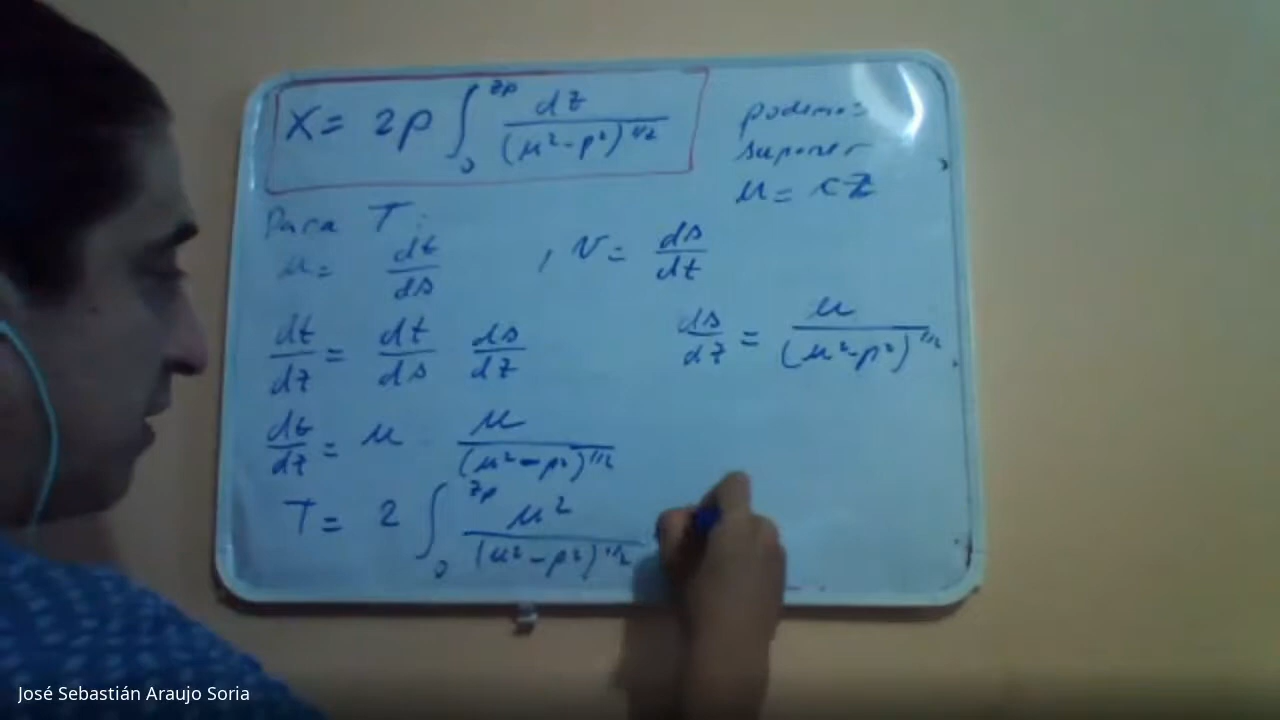 X = 2p ∫₀^{zp} dz / (u² - p²)^{1/2}
podemos
suponer
u = cz
Para T:
u = dt/ds , v = ds/dt
dt/dz = dt/ds ds/dz
ds/dz = u / (u² - p²)^{1/2}
dt/dz = u u / (u² - p²)^{1/2}
T = 2 ∫₀^{zp} u² / (u² - p²)^{1/2}
José Sebastián Araujo Soria